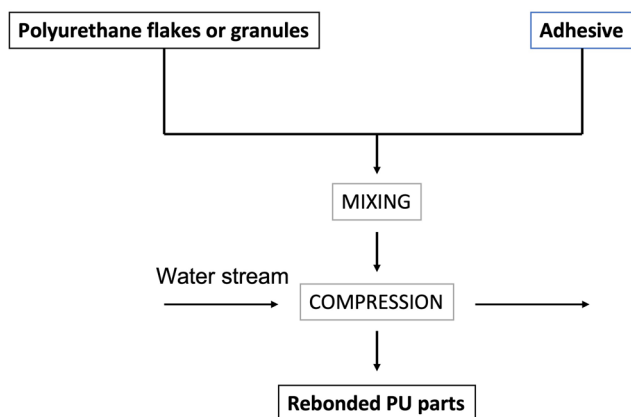 Polyurethane flakes or granules
Adhesive
MIXING
Water stream
COMPRESSION
Rebonded PU parts